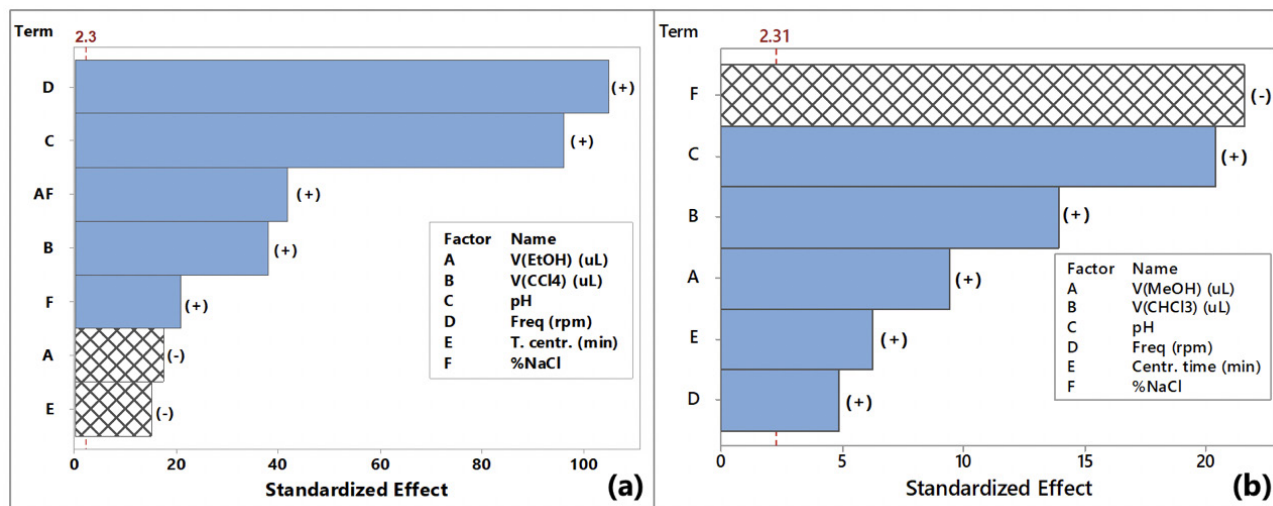 Term
2.3
D
(+)
C
(+)
AF
(+)
B
(+)
F
(+)
A
(-)
E
(-)
Factor Name
A V(EtOH) (uL)
B V(CCl4) (uL)
C pH
D Freq (rpm)
E T. centr. (min)
F %NaCl
0 20 40 60 80 100
Standardized Effect
(a)
Term
2.31
F
(-)
C
(+)
B
(+)
A
(+)
E
(+)
D
(+)
Factor Name
A V(MeOH) (uL)
B V(CHCl3) (uL)
C pH
D Freq (rpm)
E Centr. time (min)
F %NaCl
0 5 10 15 20
Standardized Effect
(b)